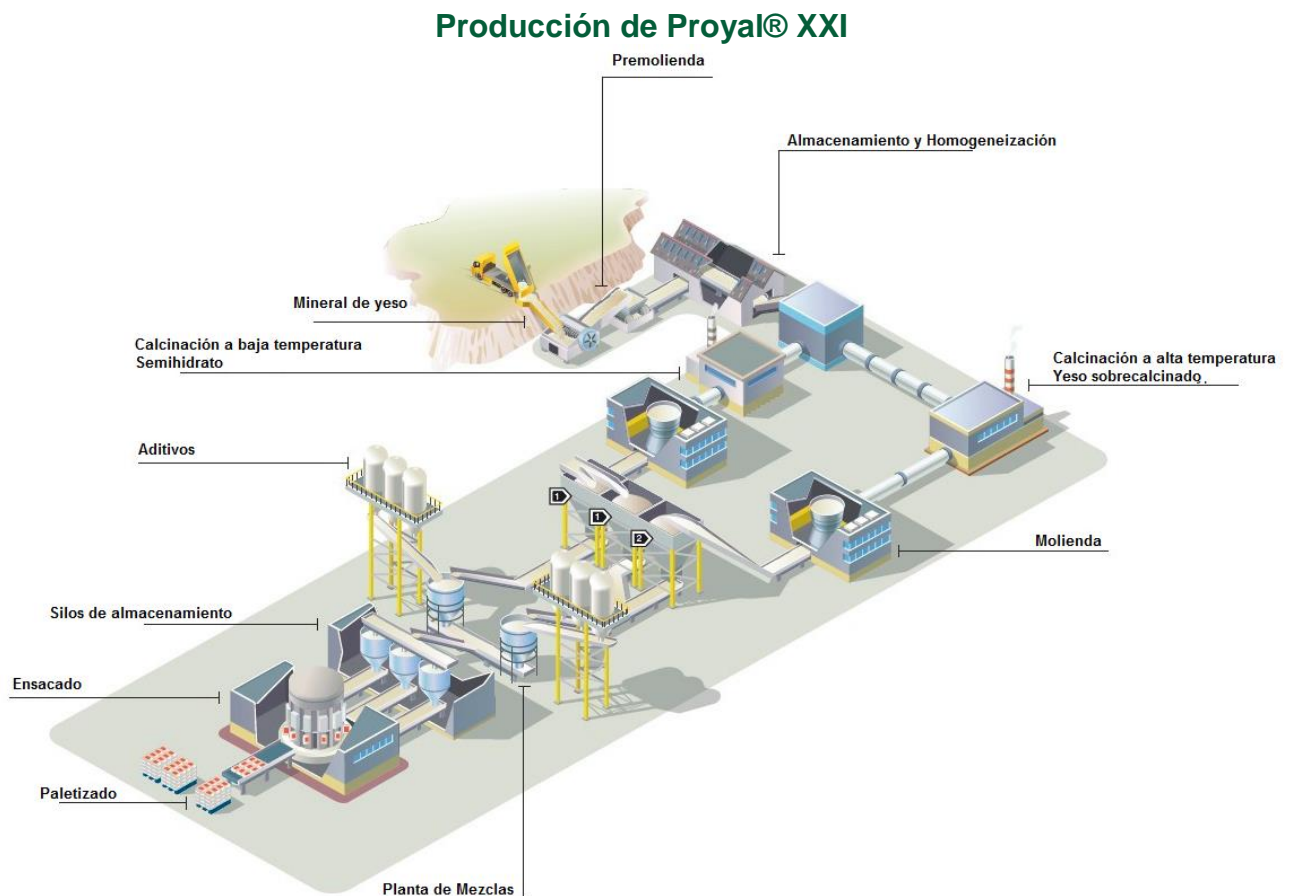 Producción de Proyal® XXI
Premolienda
Almacenamiento y Homogeneización
Mineral de yeso
Calcinación a baja temperatura
Semihidrato
Calcinación a alta temperatura
Yeso sobrecalcinado.
Aditivos
1
1
2
Molienda
Silos de almacenamiento
Ensacado
Paletizado
Planta de Mezclas